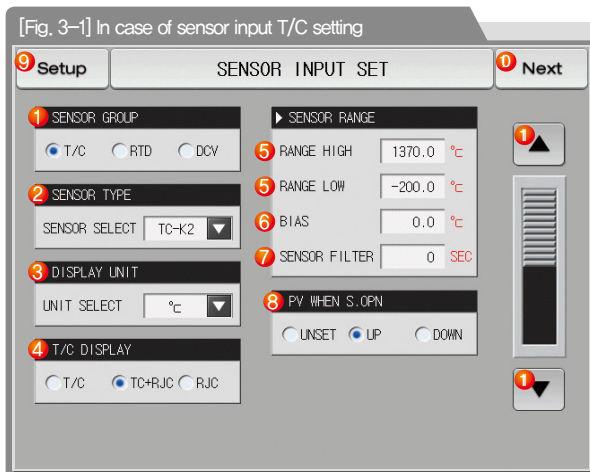 [Fig. 3-1] In case of sensor input T/C setting
9 Setup
SENSOR INPUT SET
10 Next
1 SENSOR GROUP
T/C RTD DCV
2 SENSOR TYPE
SENSOR SELECT TC-K2
3 DISPLAY UNIT
UNIT SELECT ℃
4 T/C DISPLAY
T/C TC+RJC RJC
SENSOR RANGE
5 RANGE HIGH 1370.0 ℃
5 RANGE LOW -200.0 ℃
6 BIAS 0.0 ℃
7 SENSOR FILTER 0 SEC
8 PV WHEN S.OPN
UNSET UP DOWN